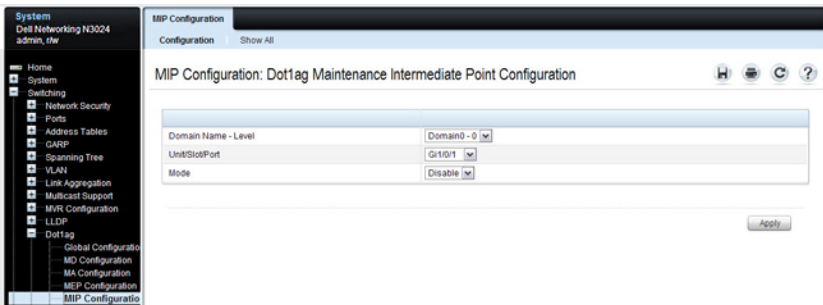 System
Dell Networking N3024
admin, r/w
Home
System
Switching
Network Security
Ports
Address Tables
GARP
Spanning Tree
VLAN
Link Aggregation
Multicast Support
MVR Configuration
LLDP
Dot1ag
Global Configuratio
MD Configuration
MA Configuration
MEP Configuration
MIP Configuratio
MIP Configuration
Configuration Show All
MIP Configuration: Dot1ag Maintenance Intermediate Point Configuration
Domain Name - Level Domain0 - 0
Unit/Slot/Port Gi1/0/1
Mode Disable
Apply